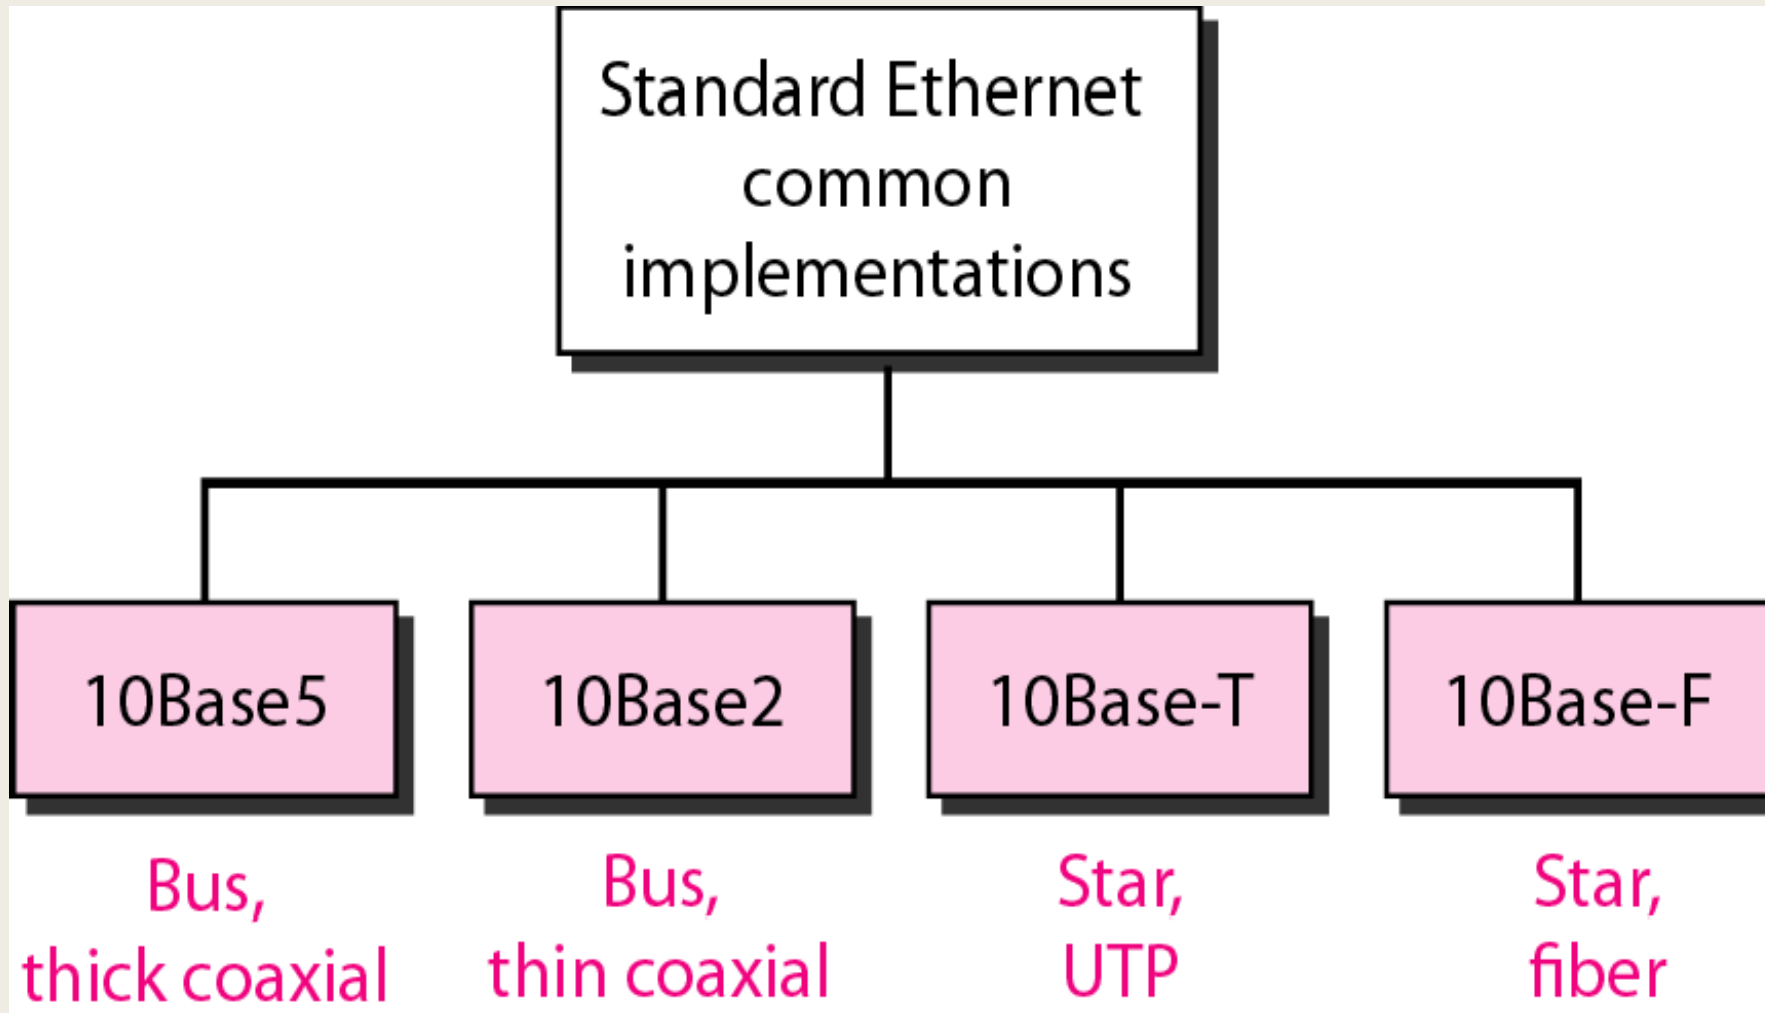 Standard Ethernet
common
implementations
10Base5
10Base2
10Base-T
10Base-F
Bus,
thick coaxial
Bus,
thin coaxial
Star,
UTP
Star,
fiber